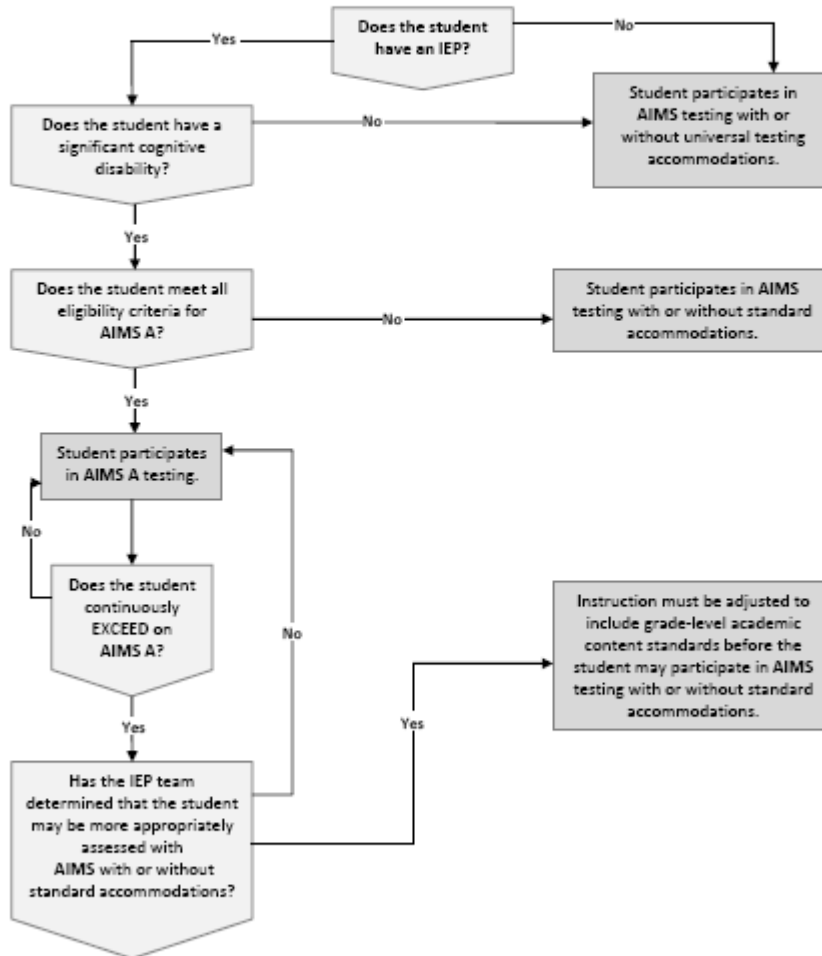 Does the student
have an IEP?
Yes
No
Student participates in
AIMS testing with or
without universal testing
accommodations.
Does the student have a
significant cognitive
disability?
No
Yes
Does the student meet all
eligibility criteria for
AIMS A?
No
Student participates in AIMS
testing with or without standard
accommodations.
Yes
Student participates
in AIMS A testing.
No
Does the student
continuously
EXCEED on
AIMS A?
No
Instruction must be adjusted to
include grade-level academic
content standards before the
student may participate in AIMS
testing with or without standard
accommodations.
Yes
Yes
Has the IEP team
determined that the student
may be more appropriately
assessed with
AIMS with or without
standard accommodations?